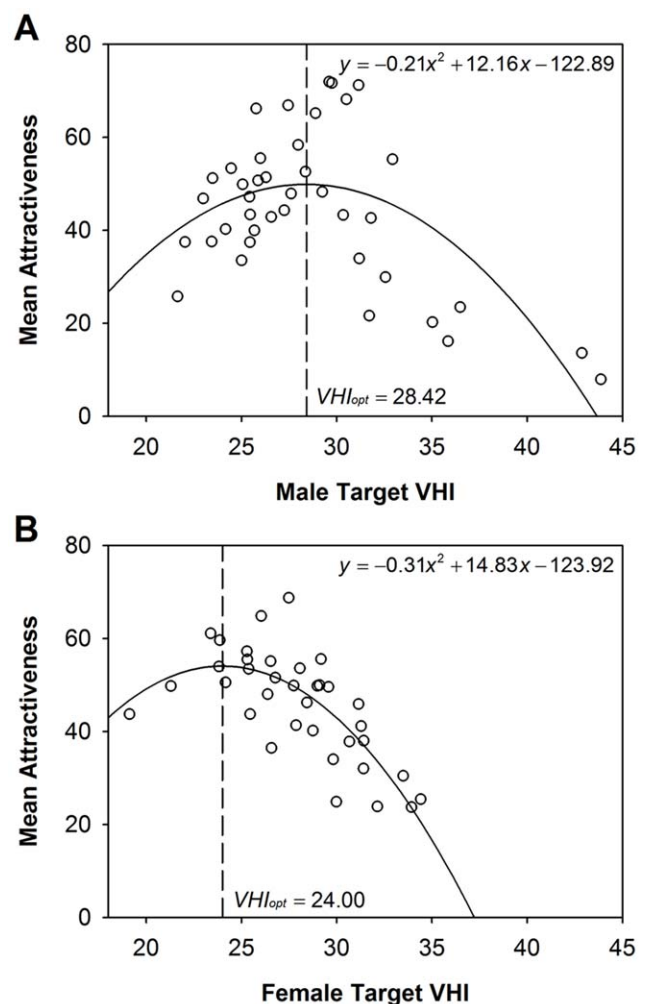 A
80
60
40
20
0
Mean Attractiveness
y = −0.21x² + 12.16x − 122.89
VHIopt = 28.42
20 25 30 35 40 45
Male Target VHI
B
80
60
40
20
0
Mean Attractiveness
y = −0.31x² + 14.83x − 123.92
VHIopt = 24.00
20 25 30 35 40 45
Female Target VHI